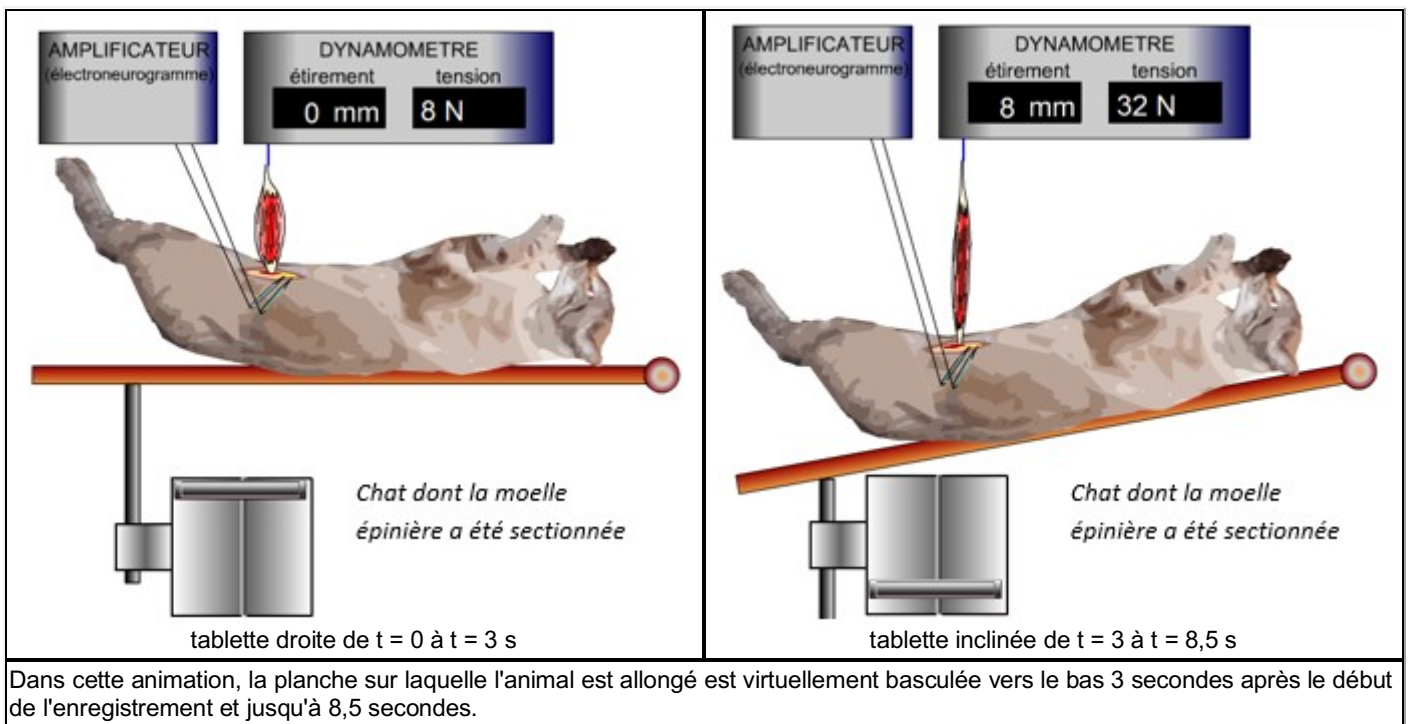 AMPLIFICATEUR
(électroneurogramme)
DYNAMOMETRE
étirement tension
0 mm 8 N
Chat dont la moelle
épinière a été sectionnée
tablette droite de t = 0 à t = 3 s
AMPLIFICATEUR
(électroneurogramme)
DYNAMOMETRE
étirement tension
8 mm 32 N
Chat dont la moelle
épinière a été sectionnée
tablette inclinée de t = 3 à t = 8,5 s
Dans cette animation, la planche sur laquelle l'animal est allongé est virtuellement basculée vers le bas 3 secondes après le début
de l'enregistrement et jusqu'à 8,5 secondes.